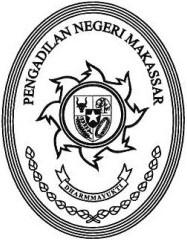 PENGADILAN NEGERI MAKASSAR
DHARMMAYUKTI